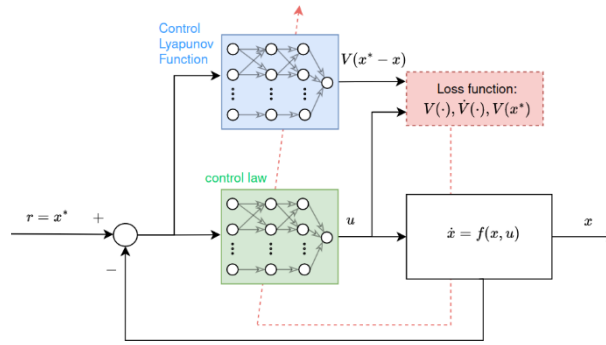 Control
Lyapunov
Function
V(x* − x)
Loss function:
V(·), V̇(·), V(x*)
control law
r = x*
+
−
u
ẋ = f(x, u)
x